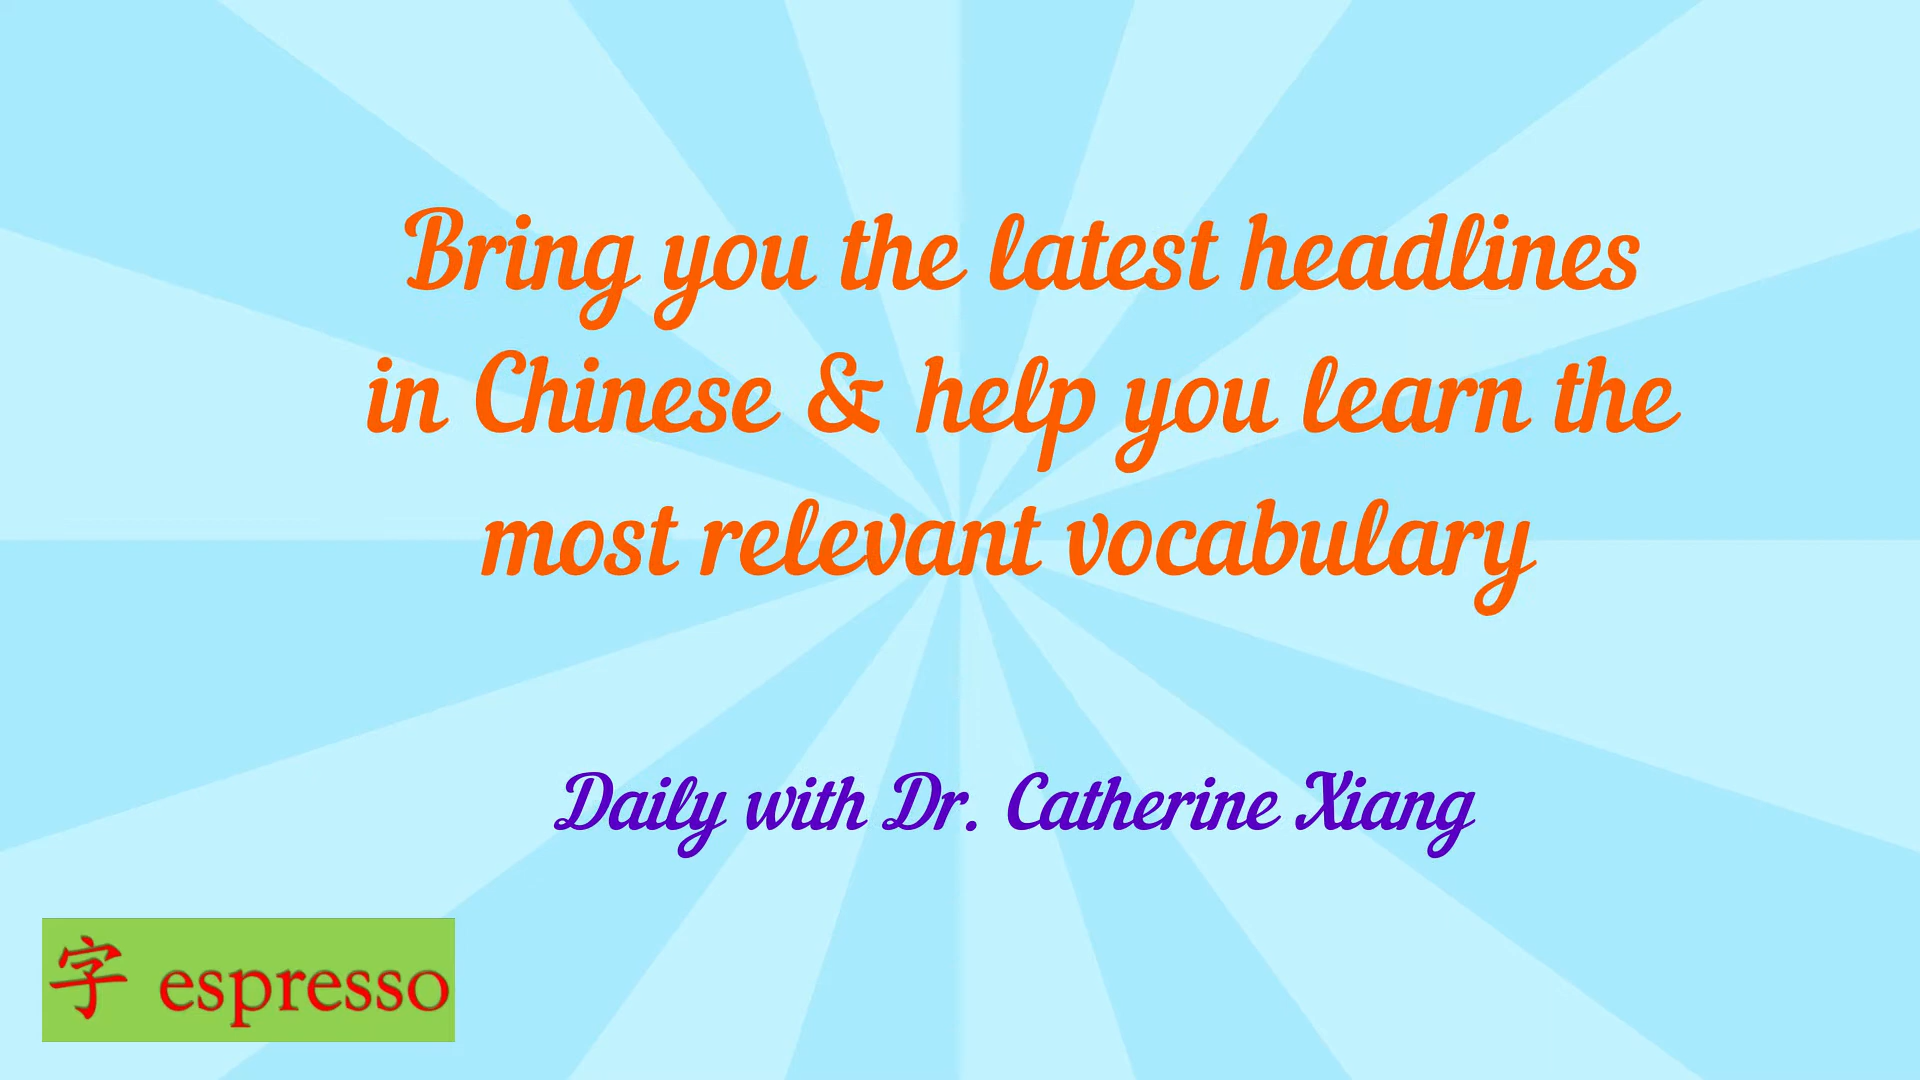 Bring you the latest headlines
in Chinese & help you learn the
most relevant vocabulary
Daily with Dr. Catherine Xiang
字 espresso